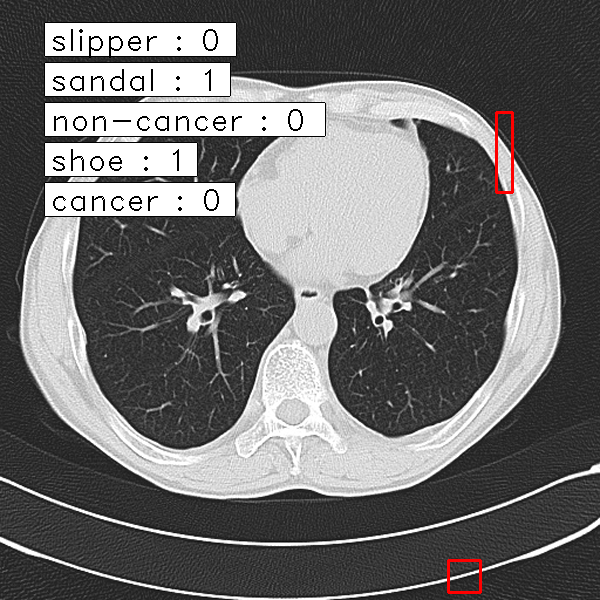 slipper : 0
sandal : 1
non-cancer : 0
shoe : 1
cancer : 0